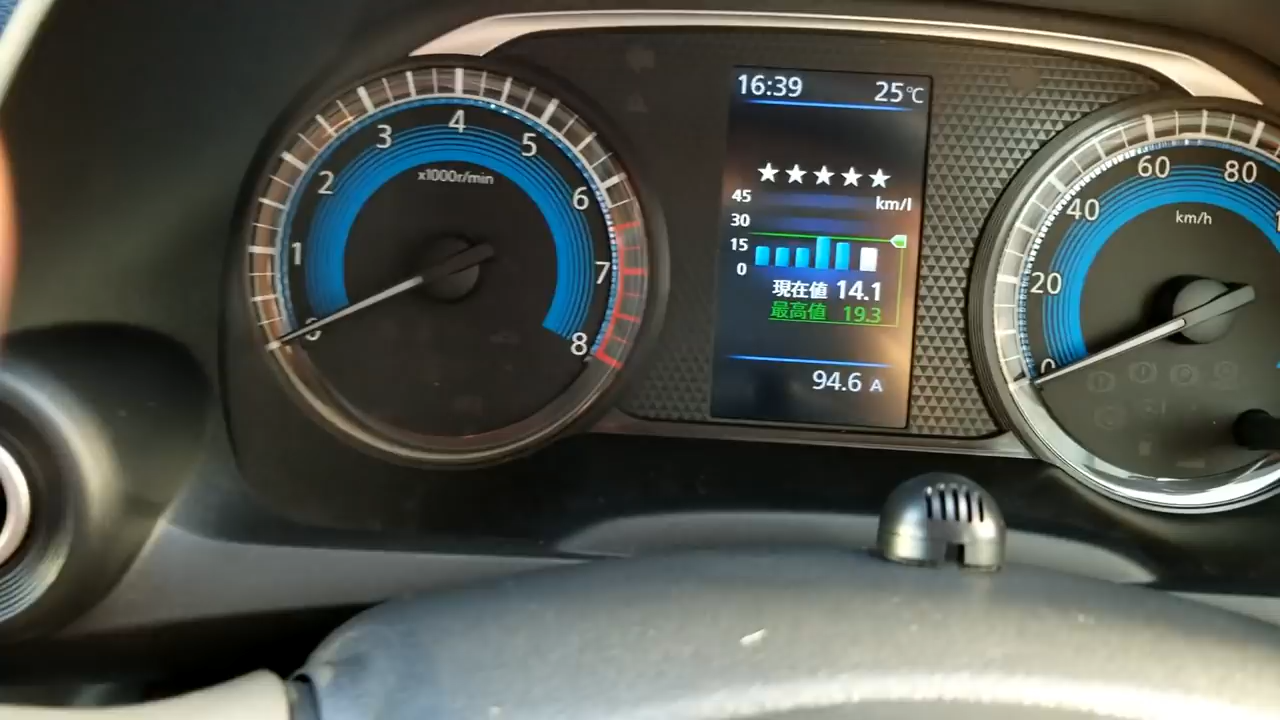 16:39 25℃
★★★★★
45 km/l
30
15
0
現在値 14.1
最高値 19.3
94.6 A
0 1 2 3 4 5 6 7 8
x1000r/min
0 20 40 60 80
km/h